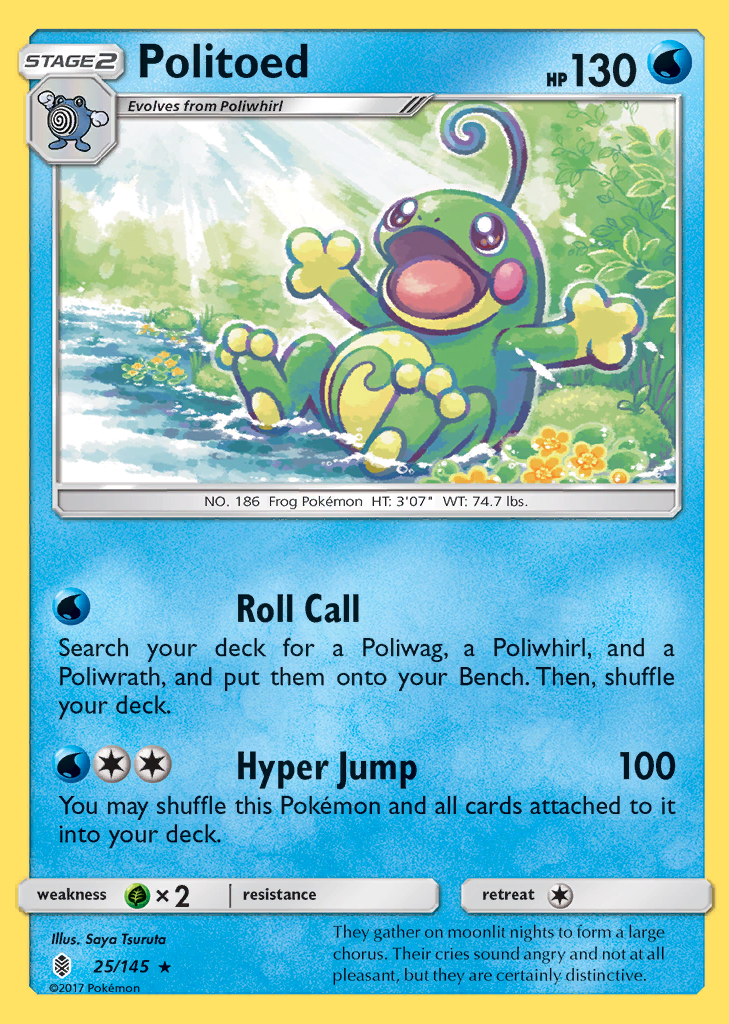 STAGE2
Politoed
HP 130
Evolves from Poliwhirl
NO. 186 Frog Pokémon HT: 3'07" WT: 74.7 lbs.
Roll Call
Search your deck for a Poliwag, a Poliwhirl, and a
Poliwrath, and put them onto your Bench. Then, shuffle
your deck.
Hyper Jump 100
You may shuffle this Pokémon and all cards attached to it
into your deck.
weakness ×2 resistance retreat
Illus. Saya Tsuruta
25/145 ★
©2017 Pokémon
They gather on moonlit nights to form a large
chorus. Their cries sound angry and not at all
pleasant, but they are certainly distinctive.